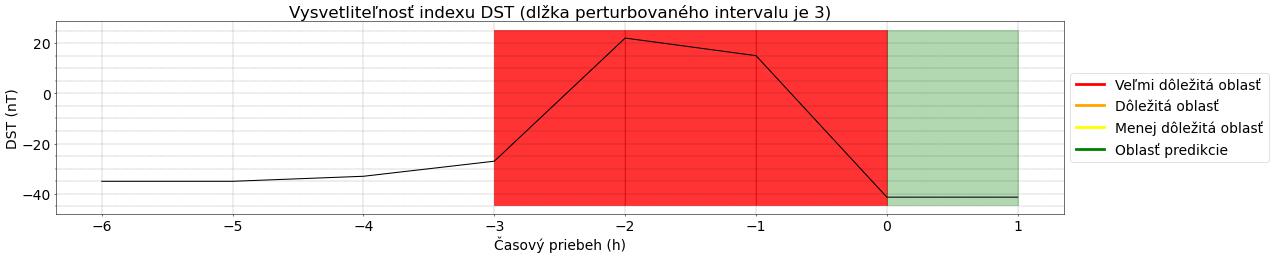 Vysvetliteľnosť indexu DST (dĺžka perturbovaného intervalu je 3)
DST (nT)
20
0
−20
−40
−6 −5 −4 −3 −2 −1 0 1
Časový priebeh (h)
Veľmi dôležitá oblasť
Dôležitá oblasť
Menej dôležitá oblasť
Oblasť predikcie